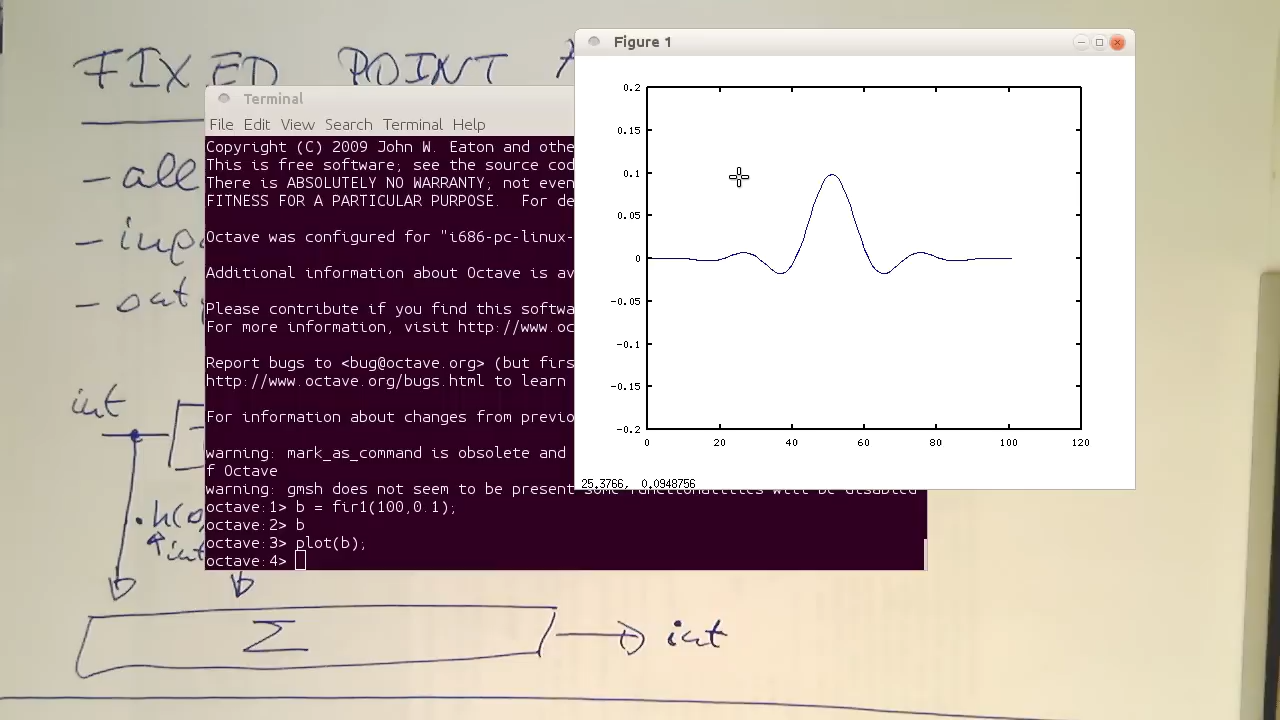 FIXED POINT
- all
- inp
- out
int
.h(0
int
Σ
int
Terminal
File Edit View Search Terminal Help
Copyright (C) 2009 John W. Eaton and othe
This is free software; see the source cod
There is ABSOLUTELY NO WARRANTY; not even
FITNESS FOR A PARTICULAR PURPOSE. For de
Octave was configured for "i686-pc-linux-
Additional information about Octave is av
Please contribute if you find this softwa
For more information, visit http://www.oc
Report bugs to <bug@octave.org> (but firs
http://www.octave.org/bugs.html to learn
For information about changes from previo
warning: mark_as_command is obsolete and
f Octave
warning: gmsh does not seem to be present some functionalities will be disabled
octave:1> b = fir1(100,0.1);
octave:2> b
octave:3> plot(b);
octave:4>
Figure 1
0.2
0.15
0.1
0.05
0
-0.05
-0.1
-0.15
-0.2
0 20 40 60 80 100 120
25.3766, 0.0948756